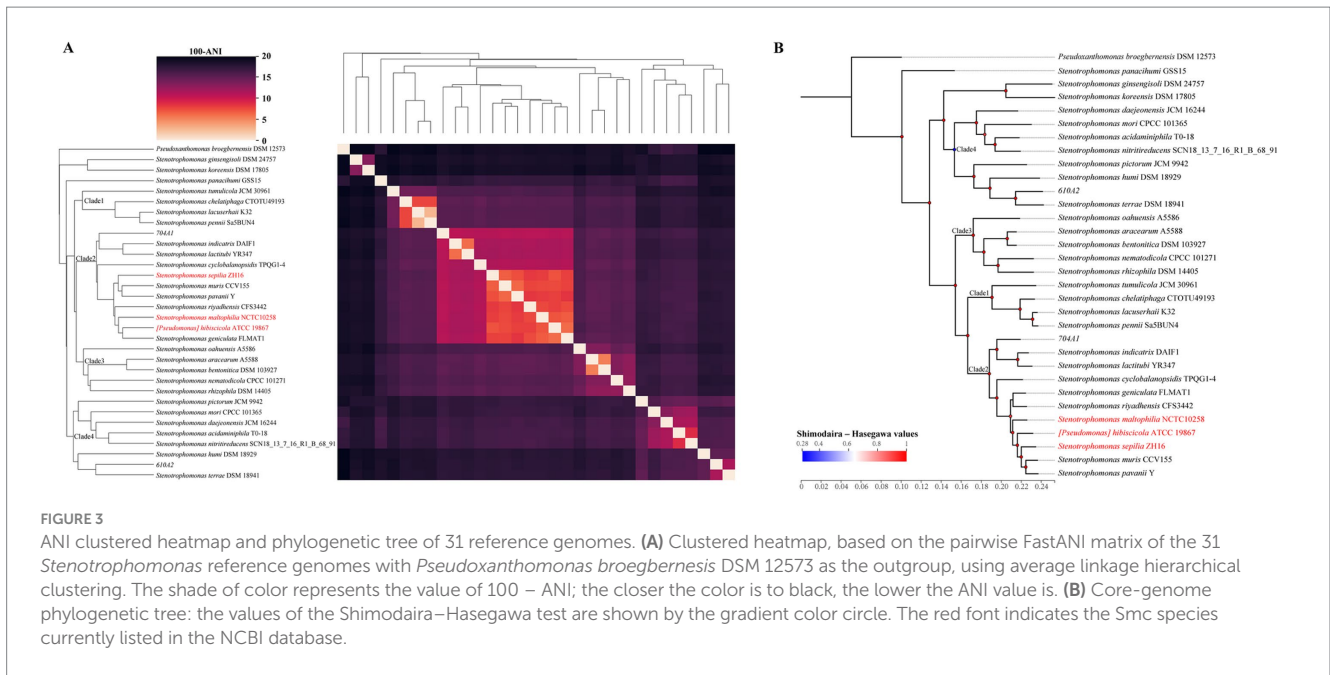 A
100-ANI
20
15
10
5
0
Pseudoxanthomonas broegbernensis DSM 12573
Stenotrophomonas ginsengisoli DSM 24757
Stenotrophomonas koreensis DSM 17805
Stenotrophomonas panacihumi GSS15
Stenotrophomonas tumulicola JCM 30961
Clade1
Stenotrophomonas chelatiphaga CTOTU49193
Stenotrophomonas lacuserhaii K32
Stenotrophomonas pennii Sa5BUN4
704A1
Stenotrophomonas indicatrix DAIF1
Stenotrophomonas lactitubi YR347
Clade2
Stenotrophomonas cyclobalanopsidis TPQG1-4
Stenotrophomonas sepilia ZH16
Stenotrophomonas muris CCV155
Stenotrophomonas pavanii Y
Stenotrophomonas riyadhensis CFS3442
Stenotrophomonas maltophilia NCTC10258
[Pseudomonas] hibiscicola ATCC 19867
Stenotrophomonas geniculata FLMAT1
Stenotrophomonas oahuensis A5586
Clade3
Stenotrophomonas aracearum A5588
Stenotrophomonas bentonitica DSM 103927
Stenotrophomonas nematodicola CPCC 101271
Stenotrophomonas rhizophila DSM 14405
Stenotrophomonas pictorum JCM 9942
Stenotrophomonas mori CPCC 101365
Stenotrophomonas daejeonensis JCM 16244
Clade4
Stenotrophomonas acidaminiphila T0-18
Stenotrophomonas nitritireducens SCN18_13_7_16_R1_B_68_91
Stenotrophomonas humi DSM 18929
610A2
Stenotrophomonas terrae DSM 18941
B
Pseudoxanthomonas broegbernensis DSM 12573
Stenotrophomonas panacihumi GSS15
Stenotrophomonas ginsengisoli DSM 24757
Stenotrophomonas koreensis DSM 17805
Stenotrophomonas daejeonensis JCM 16244
Stenotrophomonas mori CPCC 101365
Stenotrophomonas acidaminiphila T0-18
Clade4
Stenotrophomonas nitritireducens SCN18_13_7_16_R1_B_68_91
Stenotrophomonas pictorum JCM 9942
Stenotrophomonas humi DSM 18929
610A2
Stenotrophomonas terrae DSM 18941
Stenotrophomonas oahuensis A5586
Clade3
Stenotrophomonas aracearum A5588
Stenotrophomonas bentonitica DSM 103927
Stenotrophomonas nematodicola CPCC 101271
Stenotrophomonas rhizophila DSM 14405
Stenotrophomonas tumulicola JCM 30961
Clade1
Stenotrophomonas chelatiphaga CTOTU49193
Stenotrophomonas lacuserhaii K32
Stenotrophomonas pennii Sa5BUN4
704A1
Stenotrophomonas indicatrix DAIF1
Stenotrophomonas lactitubi YR347
Clade2
Stenotrophomonas cyclobalanopsidis TPQG1-4
Stenotrophomonas geniculata FLMAT1
Stenotrophomonas riyadhensis CFS3442
Stenotrophomonas maltophilia NCTC10258
[Pseudomonas] hibiscicola ATCC 19867
Stenotrophomonas sepilia ZH16
Stenotrophomonas muris CCV155
Stenotrophomonas pavanii Y
Shimodaira – Hasegawa values
0.28 0.4 0.6 0.8 1
0 0.02 0.04 0.06 0.08 0.10 0.12 0.14 0.16 0.18 0.20 0.22 0.24
FIGURE 3
ANI clustered heatmap and phylogenetic tree of 31 reference genomes. (A) Clustered heatmap, based on the pairwise FastANI matrix of the 31
Stenotrophomonas reference genomes with Pseudoxanthomonas broegbernesis DSM 12573 as the outgroup, using average linkage hierarchical
clustering. The shade of color represents the value of 100 – ANI; the closer the color is to black, the lower the ANI value is. (B) Core-genome
phylogenetic tree: the values of the Shimodaira–Hasegawa test are shown by the gradient color circle. The red font indicates the Smc species
currently listed in the NCBI database.